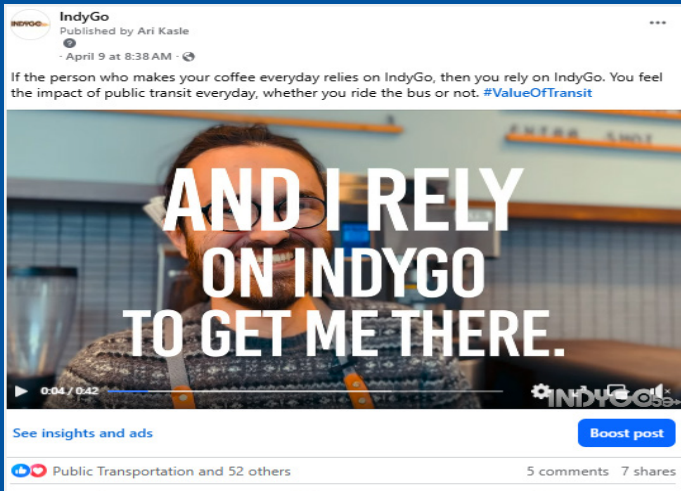 INDYGO
IndyGo
Published by Ari Kasle
April 9 at 8:38 AM ·
If the person who makes your coffee everyday relies on IndyGo, then you rely on IndyGo. You feel
the impact of public transit everyday, whether you ride the bus or not. #ValueOfTransit
AND I RELY
ON INDYGO
TO GET ME THERE.
0:04 / 0:42
INDYGO
See insights and ads
Boost post
Public Transportation and 52 others
5 comments 7 shares